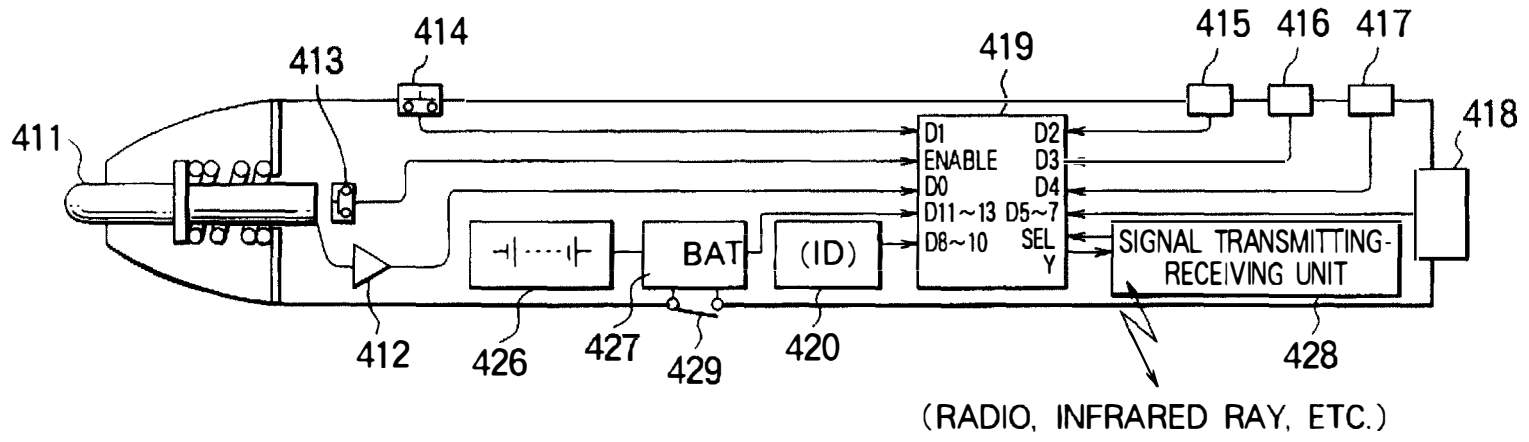 414
415
416
417
413
419
418
411
D1
D2
ENABLE
D3
D0
D4
D11~13
D5~7
D8~10
SEL
Y
BAT
(ID)
SIGNAL TRANSMITTING-
RECEIVING UNIT
412
426
427
429
420
428
(RADIO, INFRARED RAY, ETC.)